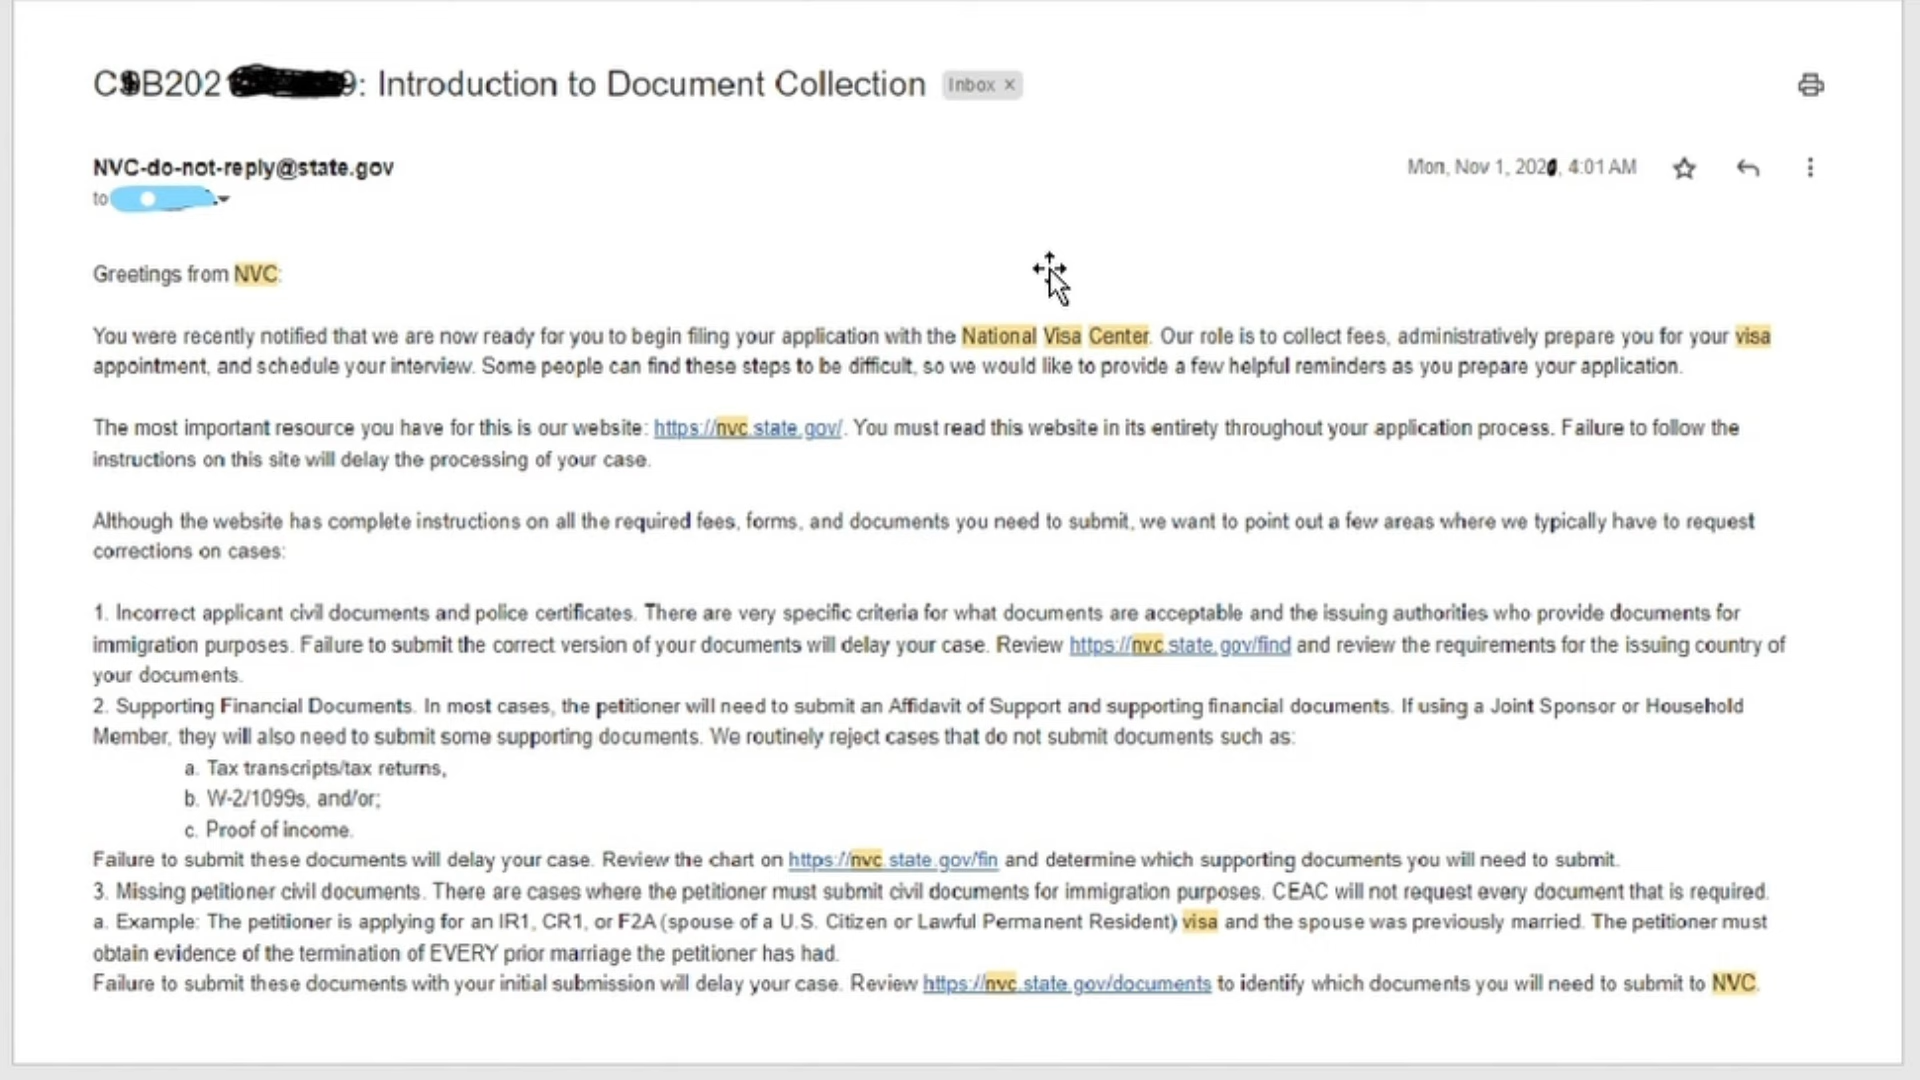 B202 9: Introduction to Document Collection Inbox ×
NVC-do-not-reply@state.gov
Mon, Nov 1, 202 , 4:01 AM
to
Greetings from NVC:
You were recently notified that we are now ready for you to begin filing your application with the National Visa Center. Our role is to collect fees, administratively prepare you for your visa
appointment, and schedule your interview. Some people can find these steps to be difficult, so we would like to provide a few helpful reminders as you prepare your application.
The most important resource you have for this is our website: https://nvc.state.gov/. You must read this website in its entirety throughout your application process. Failure to follow the
instructions on this site will delay the processing of your case.
Although the website has complete instructions on all the required fees, forms, and documents you need to submit, we want to point out a few areas where we typically have to request
corrections on cases:
1. Incorrect applicant civil documents and police certificates. There are very specific criteria for what documents are acceptable and the issuing authorities who provide documents for
immigration purposes. Failure to submit the correct version of your documents will delay your case. Review https://nvc.state.gov/find and review the requirements for the issuing country of
your documents.
2. Supporting Financial Documents. In most cases, the petitioner will need to submit an Affidavit of Support and supporting financial documents. If using a Joint Sponsor or Household
Member, they will also need to submit some supporting documents. We routinely reject cases that do not submit documents such as:
a. Tax transcripts/tax returns,
b. W-2/1099s, and/or;
c. Proof of income.
Failure to submit these documents will delay your case. Review the chart on https://nvc.state.gov/fin and determine which supporting documents you will need to submit.
3. Missing petitioner civil documents. There are cases where the petitioner must submit civil documents for immigration purposes. CEAC will not request every document that is required.
a. Example: The petitioner is applying for an IR1, CR1, or F2A (spouse of a U.S. Citizen or Lawful Permanent Resident) visa and the spouse was previously married. The petitioner must
obtain evidence of the termination of EVERY prior marriage the petitioner has had.
Failure to submit these documents with your initial submission will delay your case. Review https://nvc.state.gov/documents to identify which documents you will need to submit to NVC.